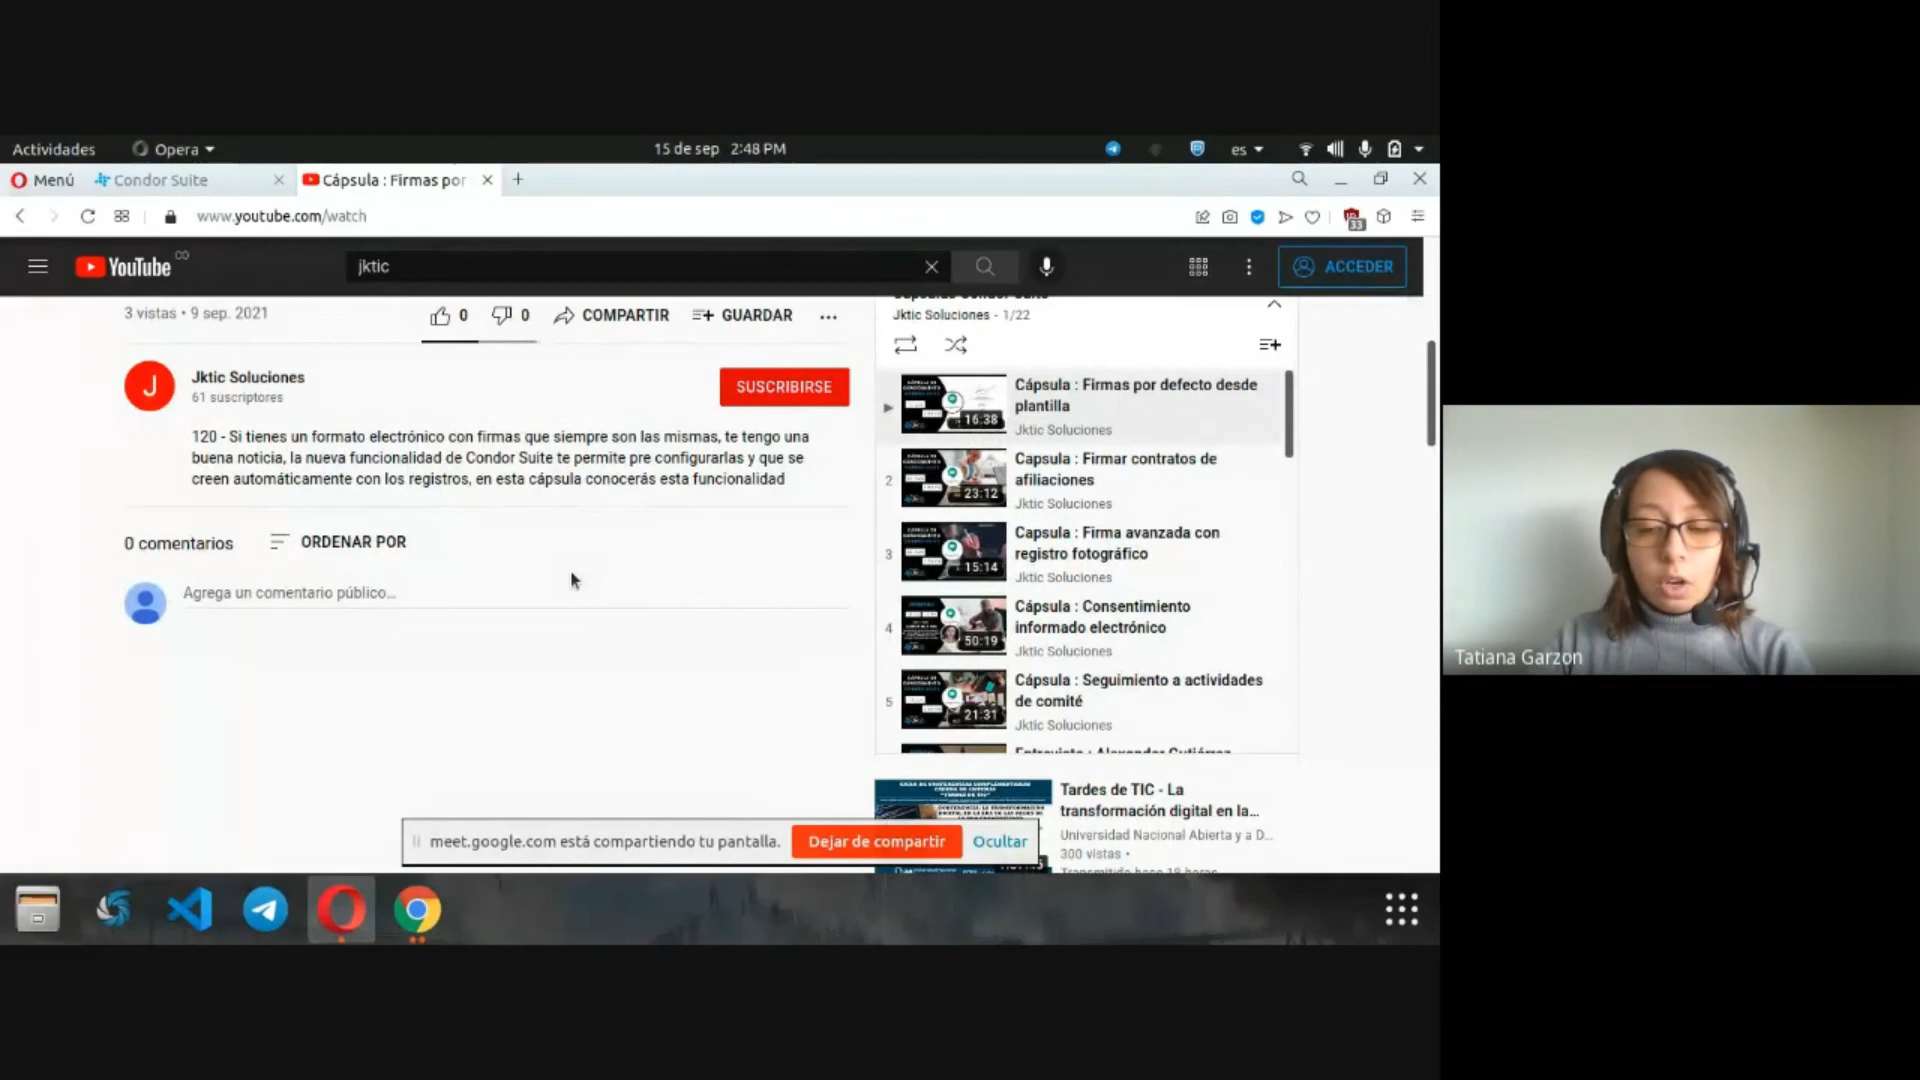 Actividades
Opera
15 de sep 2:48 PM
es
Menú
Condor Suite
Cápsula : Firmas por
www.youtube.com/watch
33
YouTube CO
jktic
ACCEDER
3 vistas • 9 sep. 2021
0
0
COMPARTIR
GUARDAR
J
Jktic Soluciones
61 suscriptores
SUSCRIBIRSE
120 - Si tienes un formato electrónico con firmas que siempre son las mismas, te tengo una
buena noticia, la nueva funcionalidad de Condor Suite te permite pre configurarlas y que se
creen automáticamente con los registros, en esta cápsula conocerás esta funcionalidad
0 comentarios
ORDENAR POR
Agrega un comentario público...
Jktic Soluciones - 1/22
16:38
Cápsula : Firmas por defecto desde
plantilla
Jktic Soluciones
2
23:12
Capsula : Firmar contratos de
afiliaciones
Jktic Soluciones
3
15:14
Capsula : Firma avanzada con
registro fotográfico
Jktic Soluciones
4
50:19
Cápsula : Consentimiento
informado electrónico
Jktic Soluciones
5
21:31
Cápsula : Seguimiento a actividades
de comité
Jktic Soluciones
Tardes de TIC - La
transformación digital en la...
Universidad Nacional Abierta y a D...
300 vistas •
meet.google.com está compartiendo tu pantalla.
Dejar de compartir
Ocultar
Tatiana Garzon